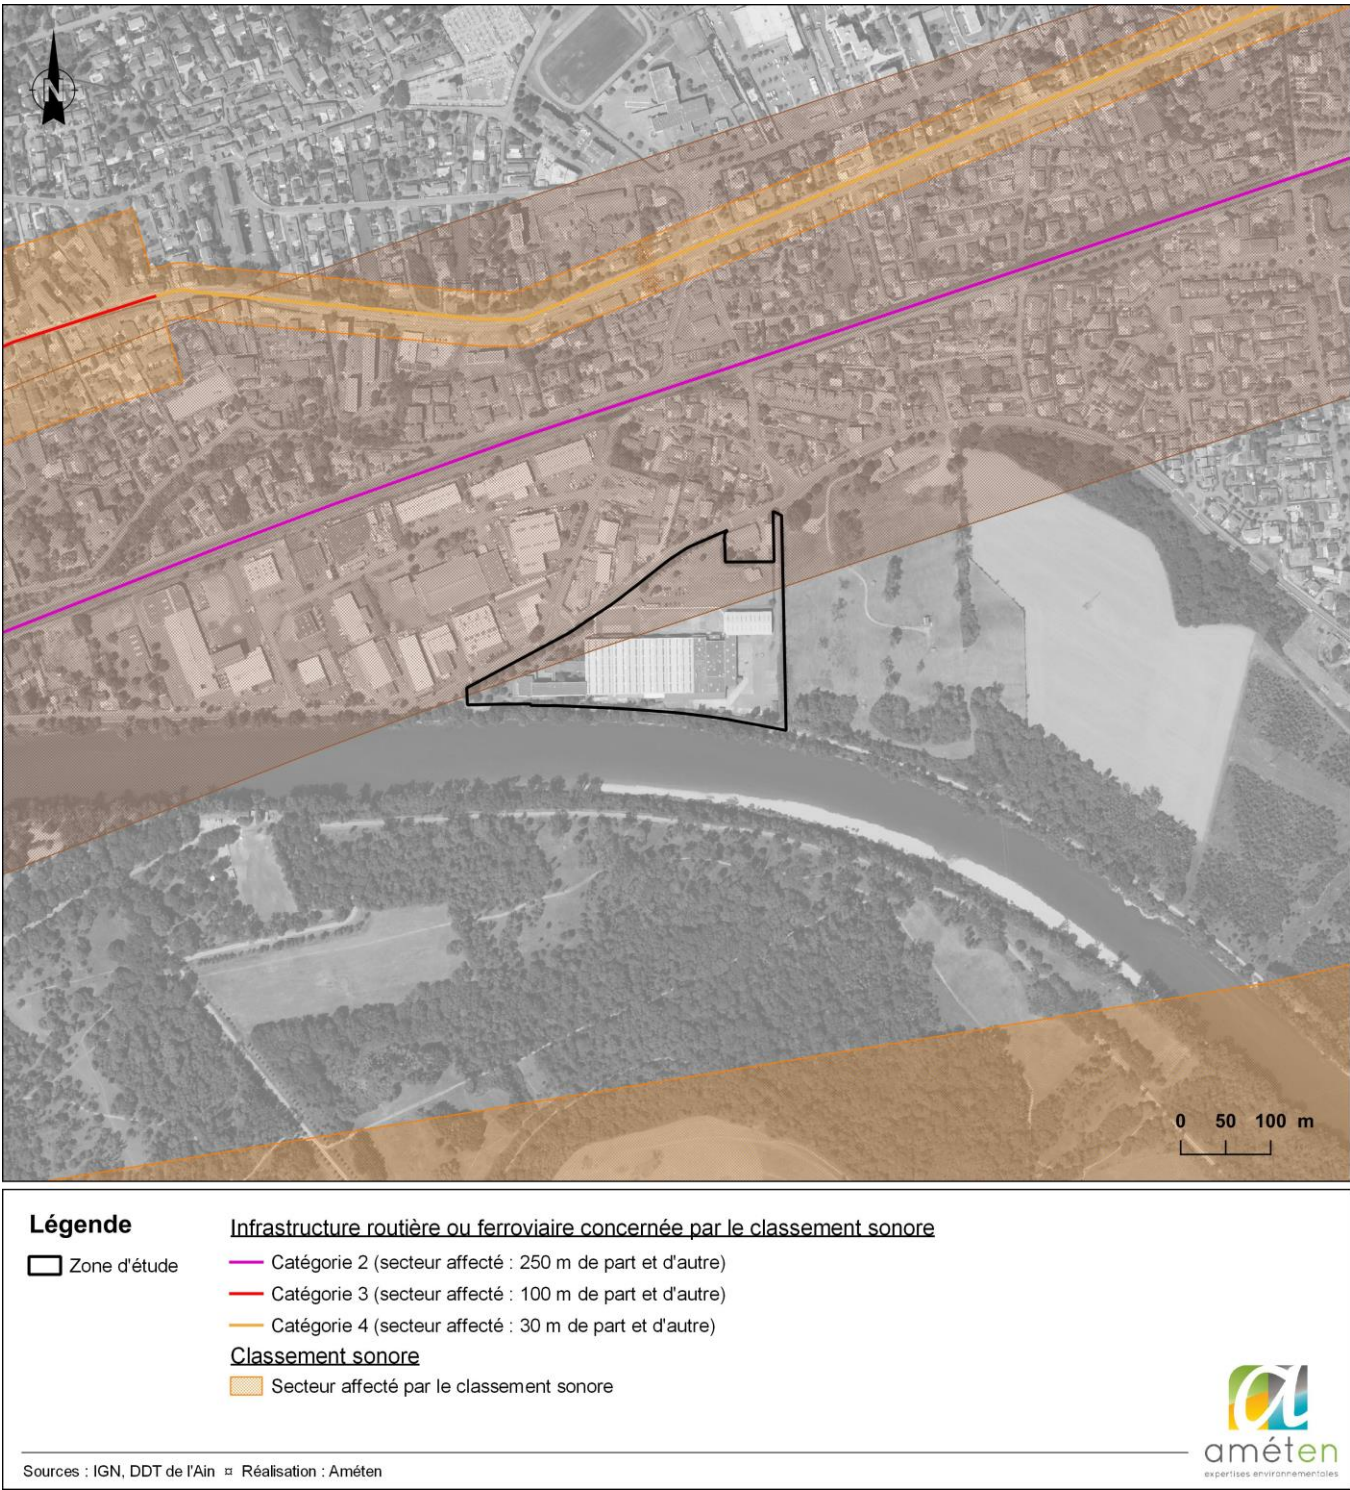 N
0 50 100 m
Légende
Zone d'étude
Infrastructure routière ou ferroviaire concernée par le classement sonore
Catégorie 2 (secteur affecté : 250 m de part et d'autre)
Catégorie 3 (secteur affecté : 100 m de part et d'autre)
Catégorie 4 (secteur affecté : 30 m de part et d'autre)
Classement sonore
Secteur affecté par le classement sonore
a
améten
expertises environnementales
Sources : IGN, DDT de l'Ain ¤ Réalisation : Améten